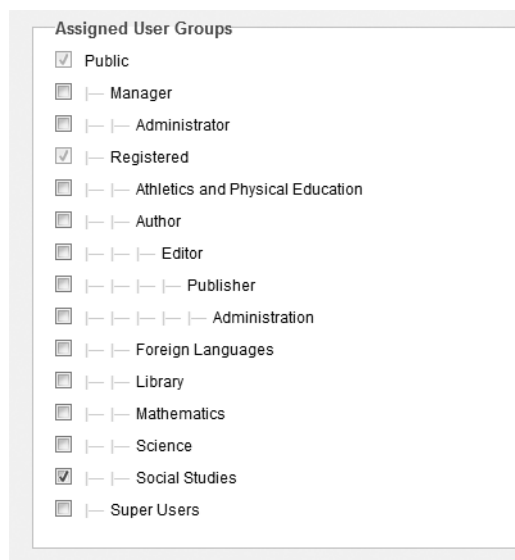 Assigned User Groups
Public
|— Manager
|— |— Administrator
|— Registered
|— |— Athletics and Physical Education
|— |— Author
|— |— |— Editor
|— |— |— |— Publisher
|— |— |— |— |— Administration
|— |— Foreign Languages
|— |— Library
|— |— Mathematics
|— |— Science
|— |— Social Studies
|— Super Users